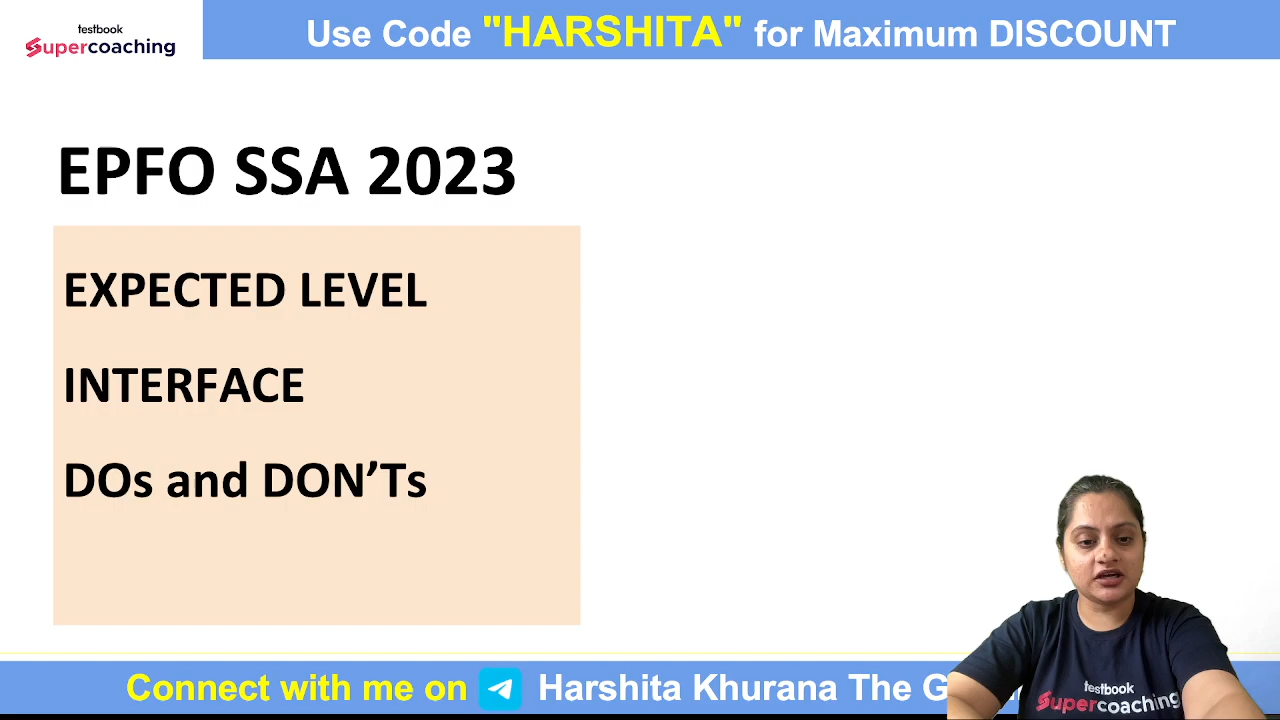 testbook
Supercoaching
Use Code "HARSHITA" for Maximum DISCOUNT
EPFO SSA 2023
EXPECTED LEVEL
INTERFACE
DOs and DON’Ts
Connect with me on Harshita Khurana The
testbook
Supercoaching